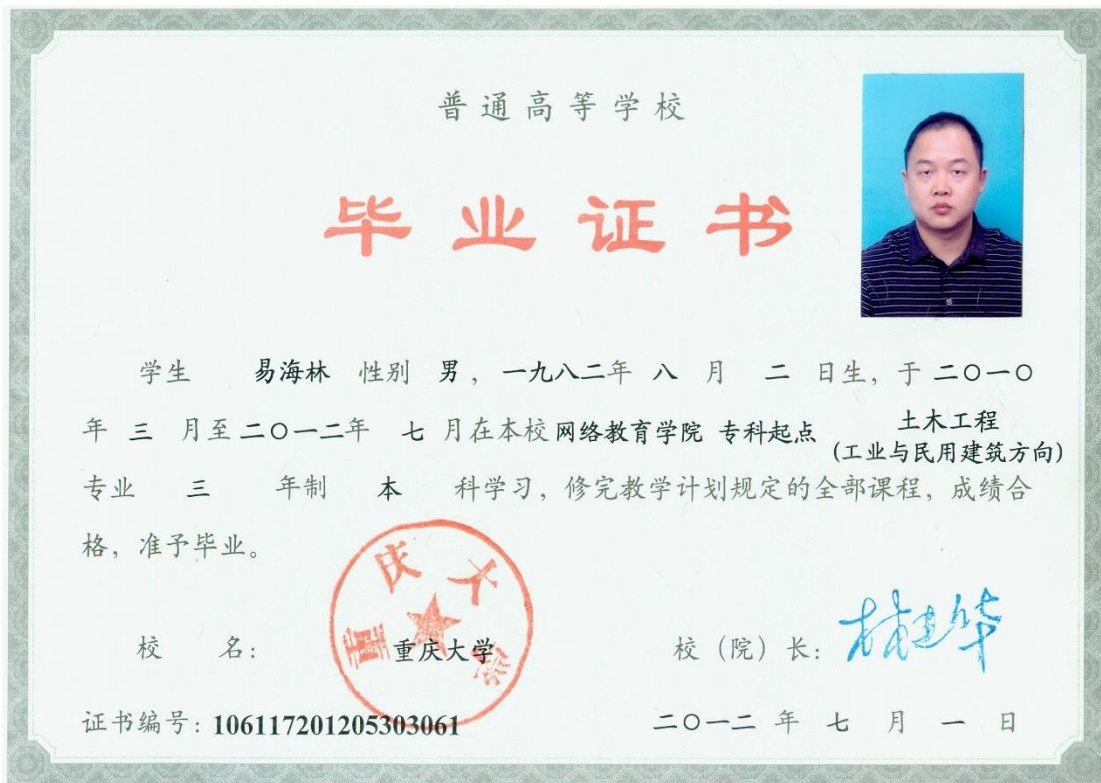 普通高等学校
毕业证书
学生 易海林 性别 男，一九八二年 八 月 二 日生，于 二〇一〇
年 三 月至 二〇一二年 七 月在本校 网络教育学院 专科起点 土木工程
(工业与民用建筑方向)
专业 三 年制 本 科学习，修完教学计划规定的全部课程，成绩合
格，准予毕业。
重庆大学
校 名： 重庆大学 校（院）长：
证书编号：106117201205303061 二〇一二 年 七 月 一 日